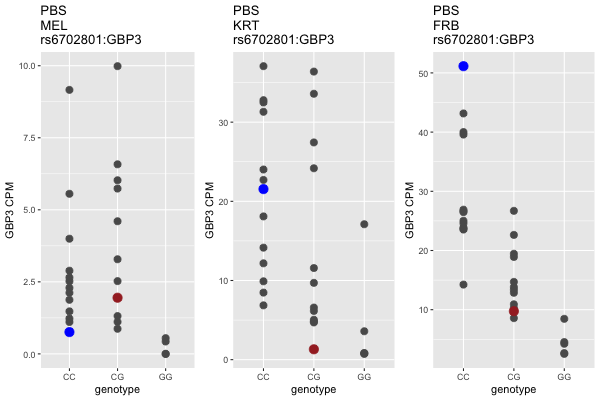 PBS
MEL
rs6702801:GBP3
GBP3 CPM
10.0
7.5
5.0
2.5
0.0
CC
CG
GG
genotype
PBS
KRT
rs6702801:GBP3
GBP3 CPM
30
20
10
0
CC
CG
GG
genotype
PBS
FRB
rs6702801:GBP3
GBP3 CPM
50
40
30
20
10
CC
CG
GG
genotype